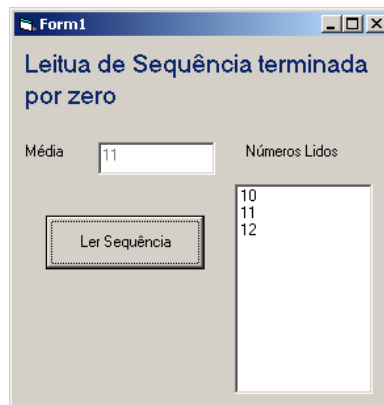 Form1
Leitua de Sequência terminada
por zero
Média
11
Números Lidos
10
11
12
Ler Sequência